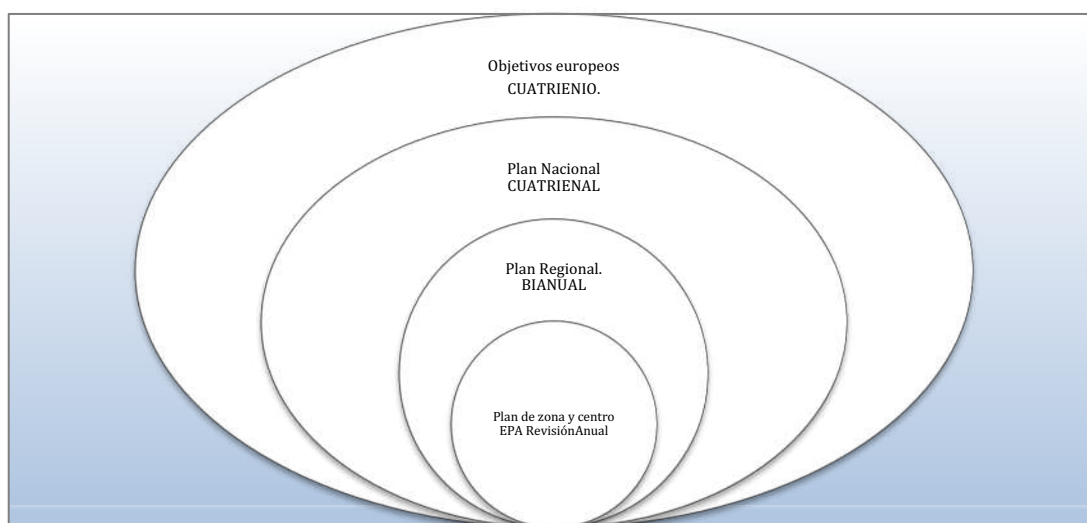 Objetivos europeos
CUATRIENIO.
Plan Nacional
CUATRIENAL
Plan Regional.
BIANUAL
Plan de zona y centro
EPA RevisiónAnual